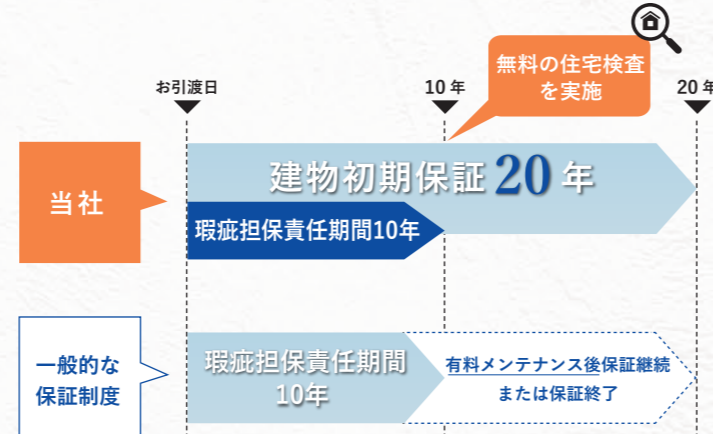 無料の住宅検査
を実施
お引渡日
10年
20年
当社
建物初期保証20年
瑕疵担保責任期間10年
一般的な
保証制度
瑕疵担保責任期間
10年
有料メンテナンス後保証継続
または保証終了